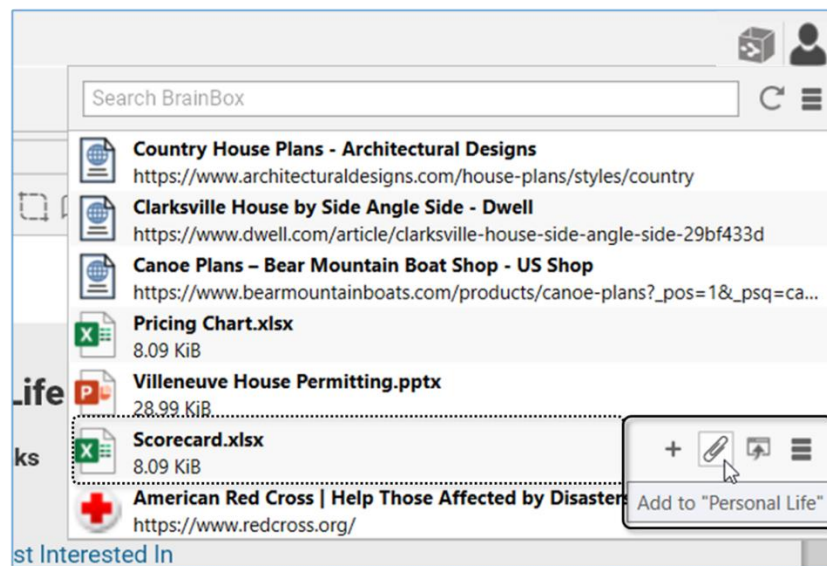 Search BrainBox
Country House Plans - Architectural Designs
https://www.architecturaldesigns.com/house-plans/styles/country
Clarksville House by Side Angle Side - Dwell
https://www.dwell.com/article/clarksville-house-side-angle-side-29bf433d
Canoe Plans – Bear Mountain Boat Shop - US Shop
https://www.bearmountainboats.com/products/canoe-plans?_pos=1&_psq=ca...
Pricing Chart.xlsx
8.09 KiB
Life
Villeneuve House Permitting.pptx
28.99 KiB
ks
Scorecard.xlsx
8.09 KiB
American Red Cross | Help Those Affected by Disasters
Add to "Personal Life"
https://www.redcross.org/
st Interested In